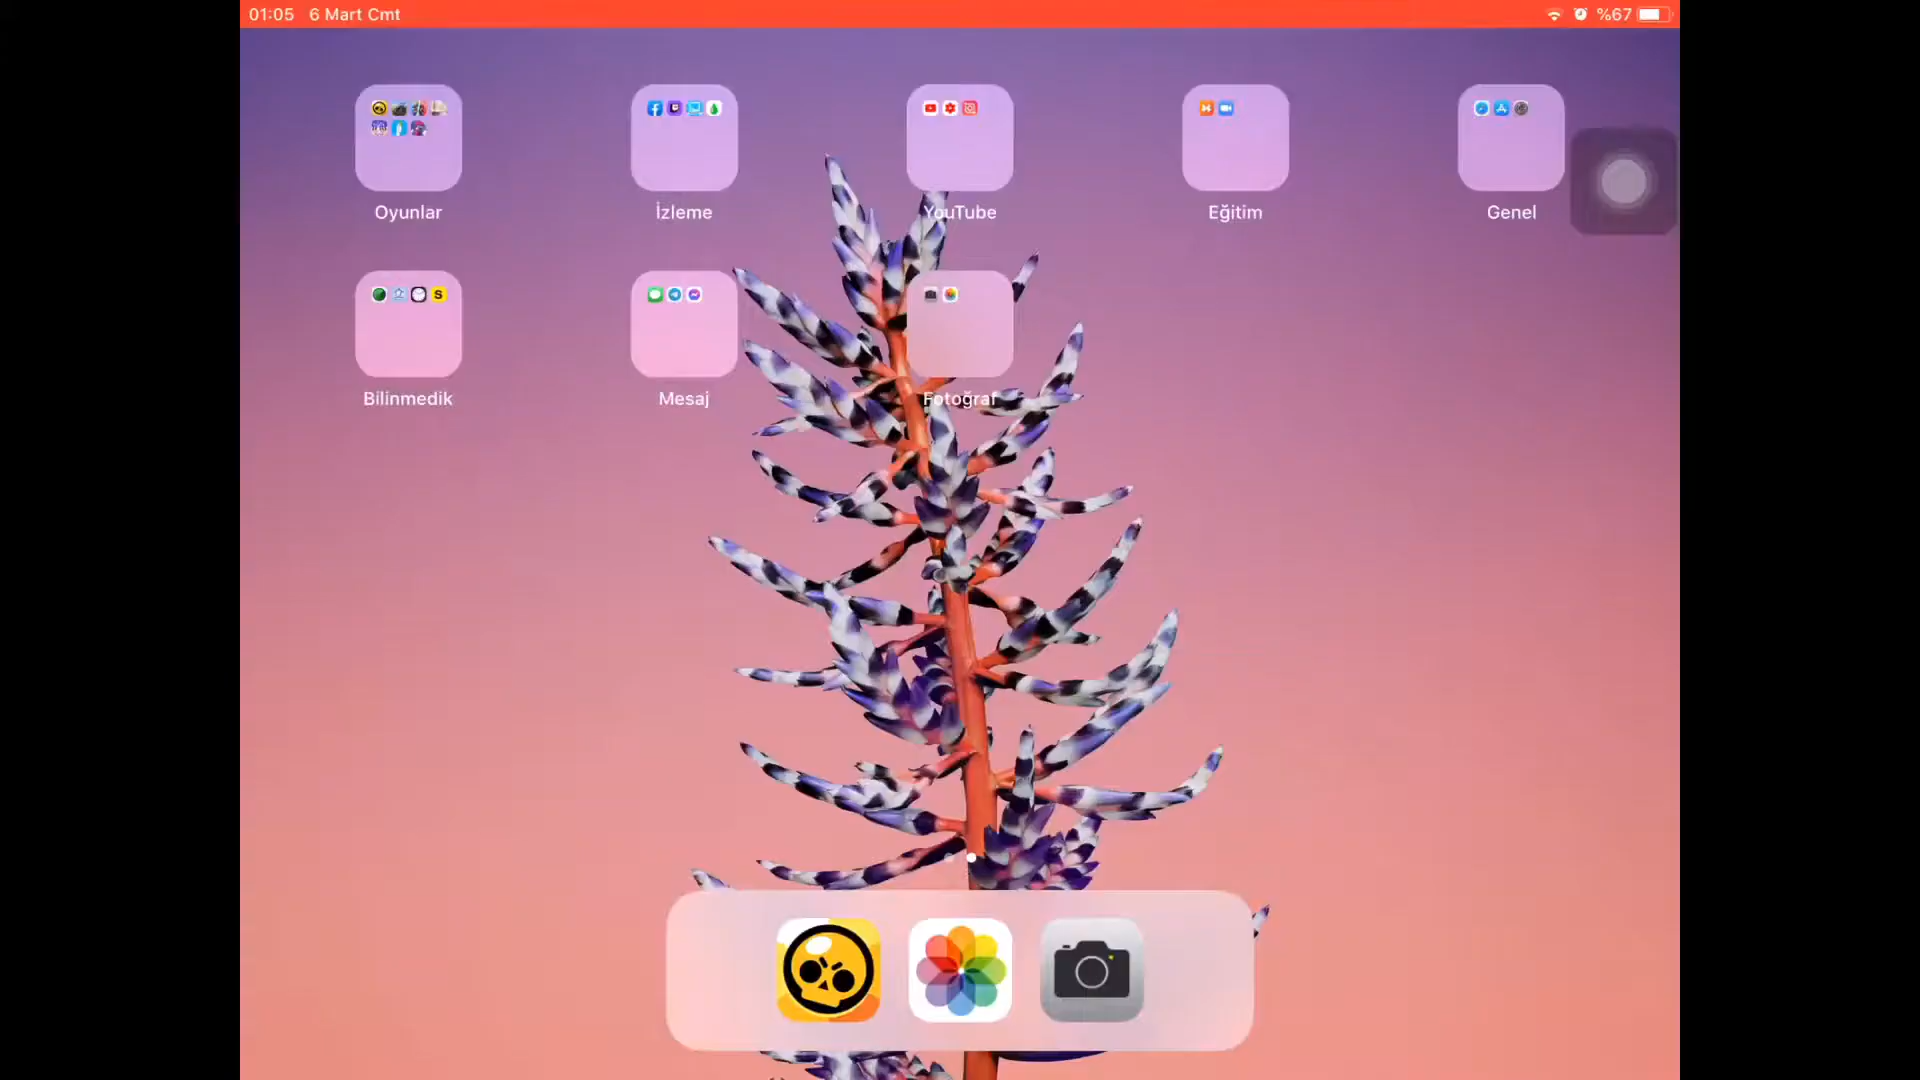 01:05 6 Mart Cmt %67
Oyunlar İzleme YouTube Eğitim Genel
Bilinmedik Mesaj Fotoğraf